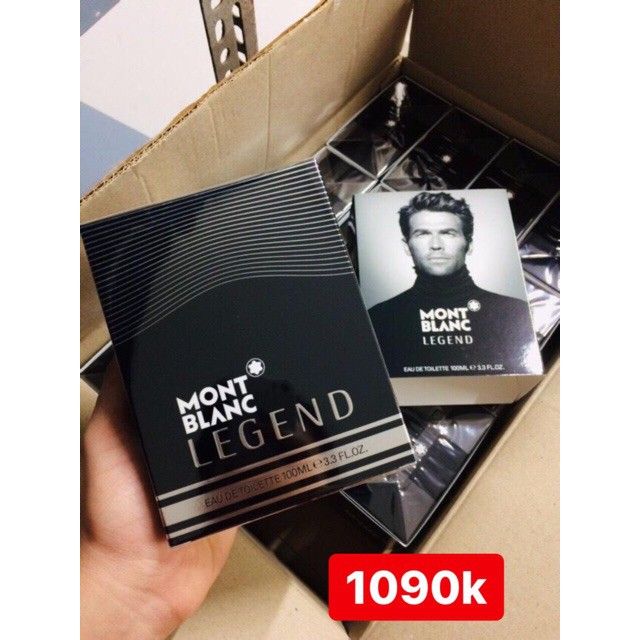 MONT
BLANC
LEGEND
EAU DE TOILETTE 100ML e 3.3 FL.OZ.
MONT
BLANC
LEGEND
EAU DE TOILETTE 100ML e 3.3 FL.OZ.
1090k